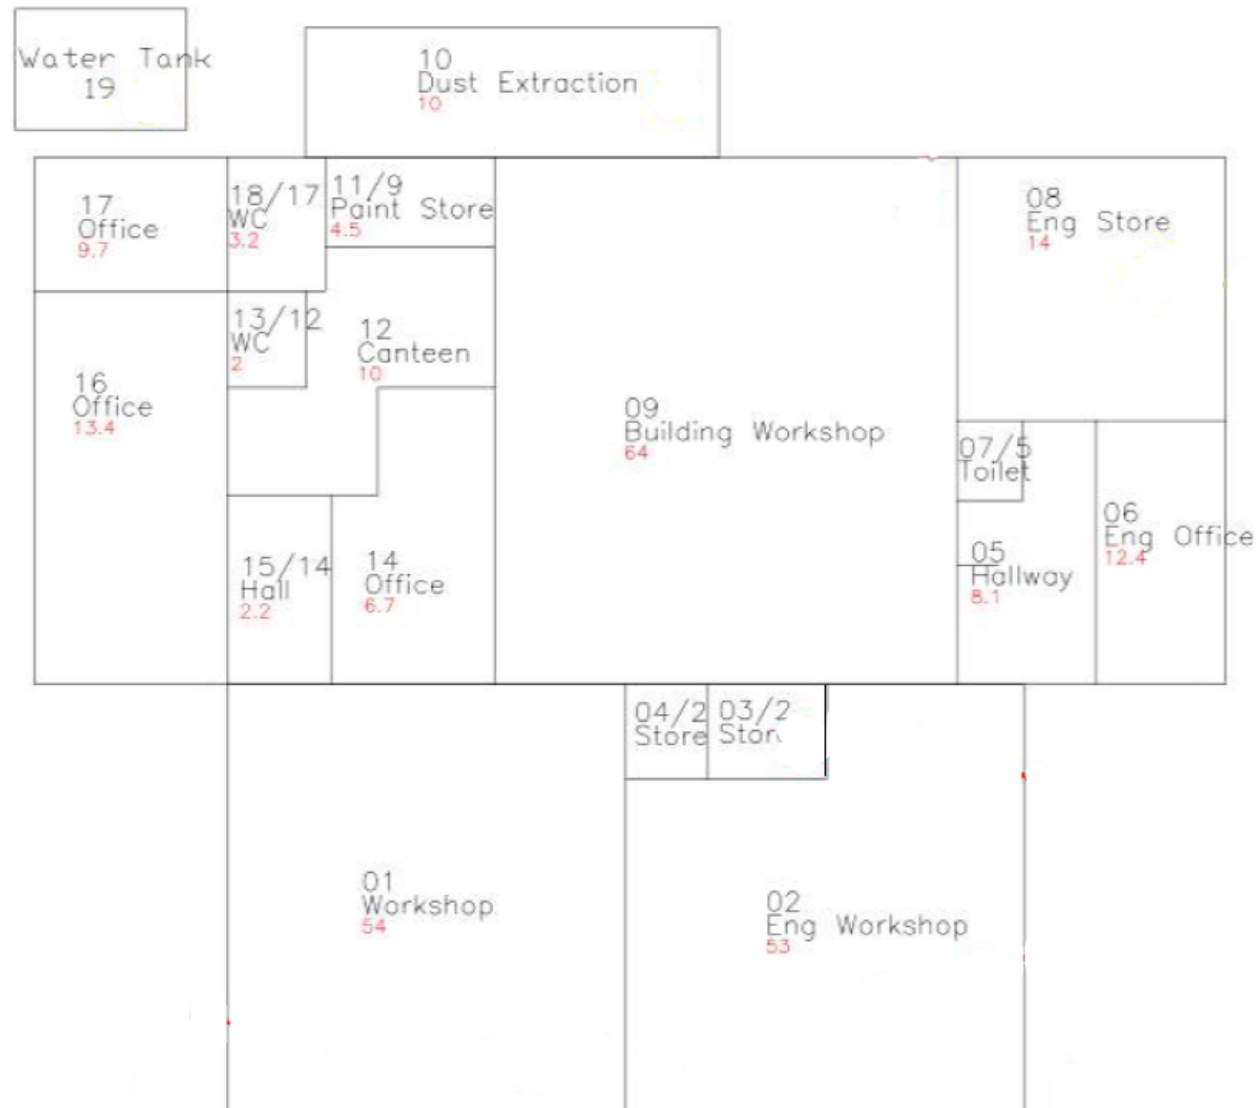 Water Tank
19
10
Dust Extraction
10
17
Office
9.7
18/17
WC
3.2
11/9
Paint Store
4.5
08
Eng Store
14
13/12
WC
2
12
Canteen
10
16
Office
13.4
09
Building Workshop
64
07/5
Toilet
06
Eng Office
12.4
05
Hallway
8.1
15/14
Hall
2.2
14
Office
6.7
04/2
Store
03/2
01
Workshop
54
02
Eng Workshop
53